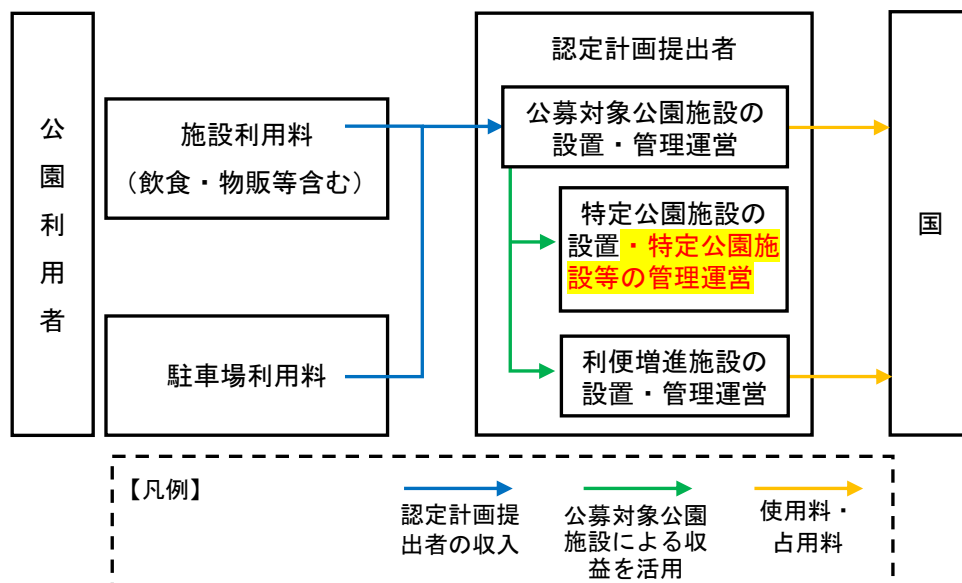 公園利用者
施設利用料
（飲食・物販等含む）
駐車場利用料
認定計画提出者
公募対象公園施設の
設置・管理運営
特定公園施設の
設置・特定公園施
設等の管理運営
利便増進施設の
設置・管理運営
国
【凡例】
認定計画提
出者の収入
公募対象公園
施設による収
益を活用
使用料・
占用料